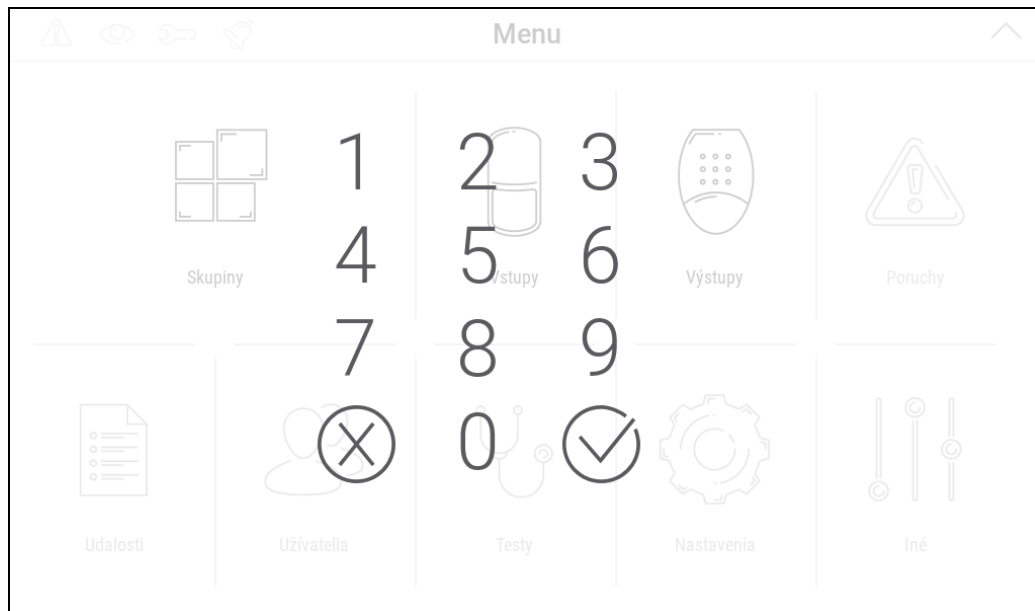 Menu
1 2 3
4 5 6
Skupiny Vstupy Výstupy Poruchy
7 8 9
0
Udalosti Užívatelia Testy Nastavenia Iné